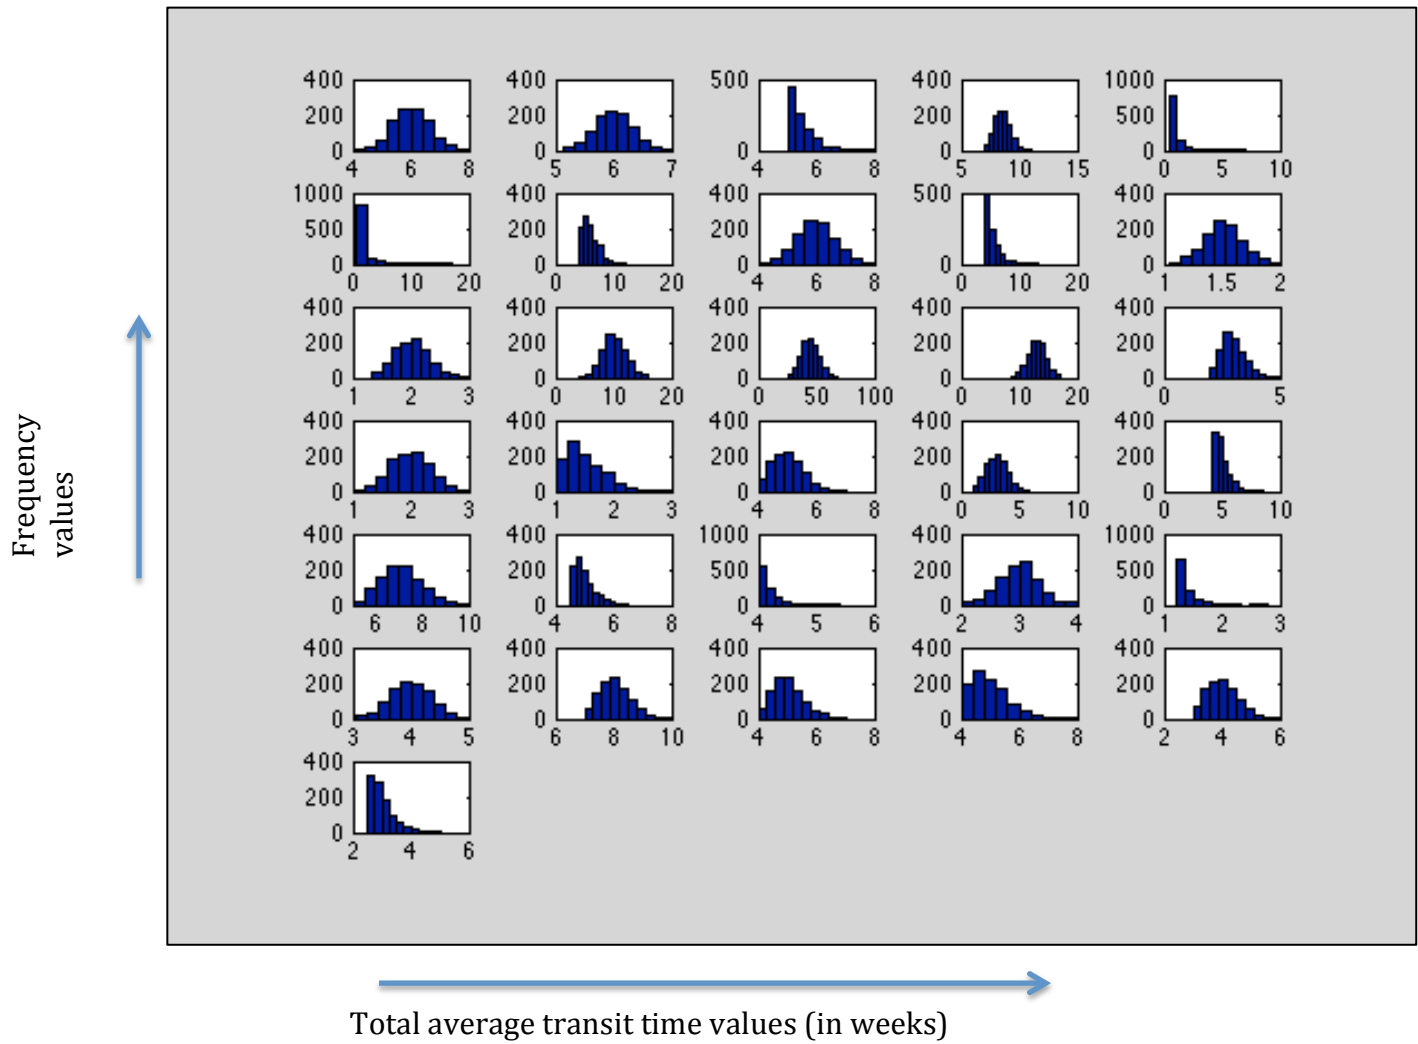 400 400 500 400 1000
200 200 200 500
0 0 0 0 0
4 6 8 5 6 7 4 6 8 5 10 15 0 5 10
1000 400 400 500 400
500 200 200 200
0 0 0 0 0
0 10 20 0 10 20 4 6 8 0 10 20 1 1.5 2
400 400 400 400 400
200 200 200 200 200
0 0 0 0 0
1 2 3 0 10 20 0 50 100 0 10 20 0 5
400 400 400 400 400
200 200 200 200 200
0 0 0 0 0
1 2 3 1 2 3 4 6 8 0 5 10 0 5 10
400 400 1000 400 1000
200 200 500 200 500
0 0 0 0 0
6 8 10 4 6 8 4 5 6 2 3 4 1 2 3
400 400 400 400 400
200 200 200 200 200
0 0 0 0 0
3 4 5 6 8 10 4 6 8 4 6 8 2 4 6
400
200
0
2 4 6
Frequency
values
Total average transit time values (in weeks)